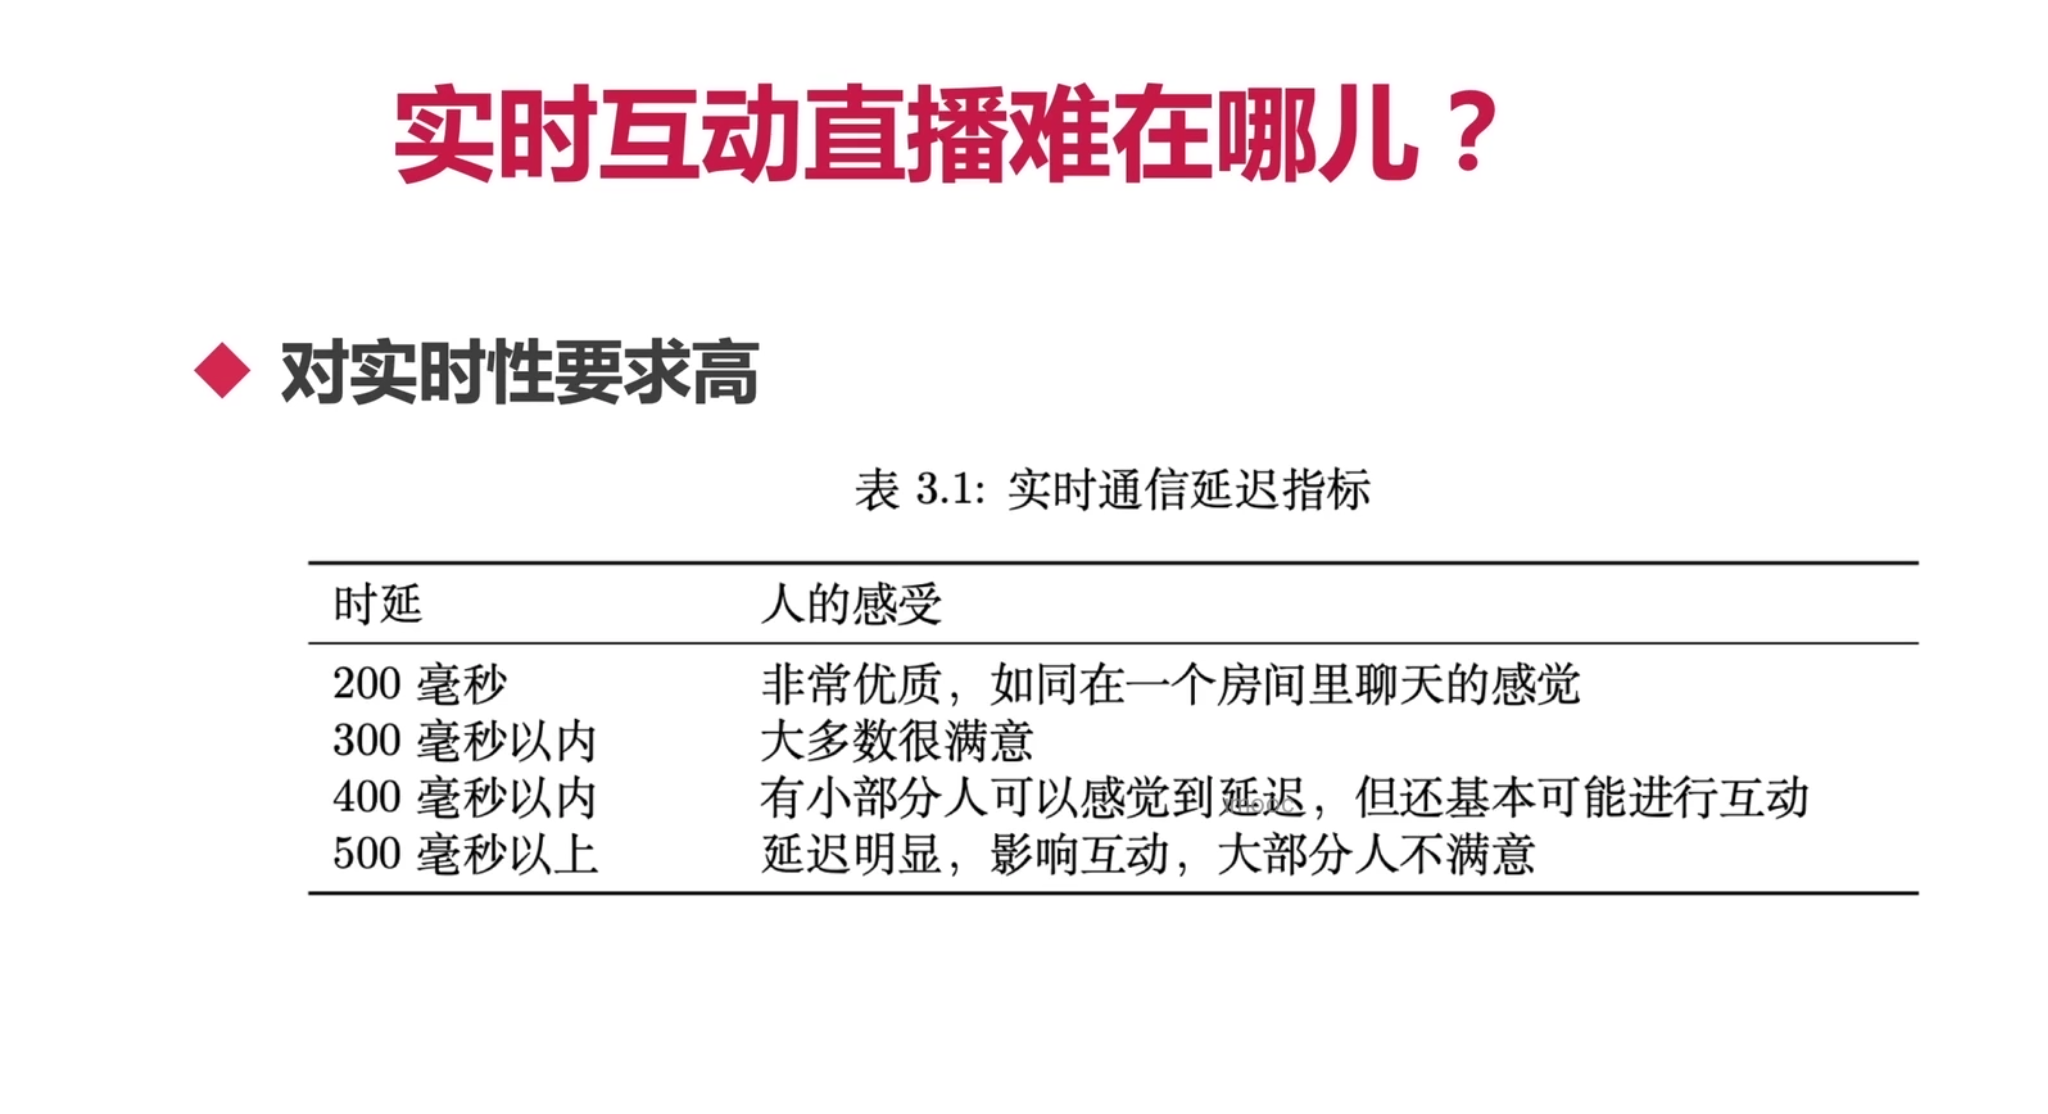 实时互动直播难在哪儿？
对实时性要求高
表 3.1: 实时通信延迟指标
时延 人的感受
200 毫秒 非常优质，如同在一个房间里聊天的感觉
300 毫秒以内 大多数很满意
400 毫秒以内 有小部分人可以感觉到延迟，但还基本可能进行互动
imooc
500 毫秒以上 延迟明显，影响互动，大部分人不满意